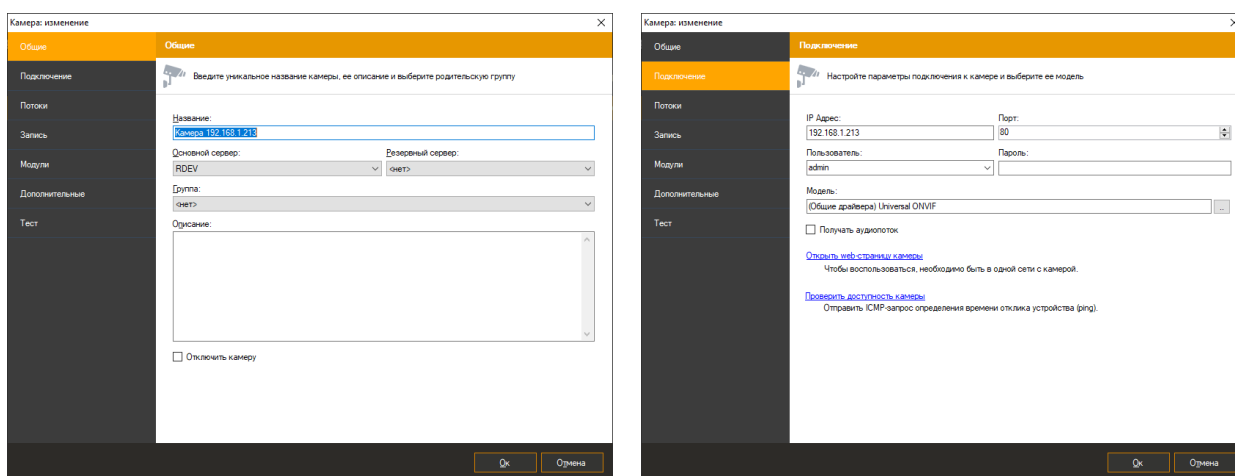 Камера: изменение
Общие
Подключение
Потоки
Запись
Модули
Дополнительные
Тест
Общие
Введите уникальное название камеры, ее описание и выберите родительскую группу
Название:
Камера 192.168.1.213
Основной сервер: Резервный сервер:
RDEV <нет>
Группа:
<нет>
Описание:
Отключить камеру
Ок Отмена
Камера: изменение
Общие
Подключение
Потоки
Запись
Модули
Дополнительные
Тест
Подключение
Настройте параметры подключения к камере и выберите ее модель
IP Адрес: Порт:
192.168.1.213 80
Пользователь: Пароль:
admin
Модель:
(Общие драйвера) Universal ONVIF ...
Получать аудиопоток
Открыть web-страницу камеры
Чтобы воспользоваться, необходимо быть в одной сети с камерой.
Проверить доступность камеры
Отправить ICMP-запрос определения времени отклика устройства (ping).
Ок Отмена